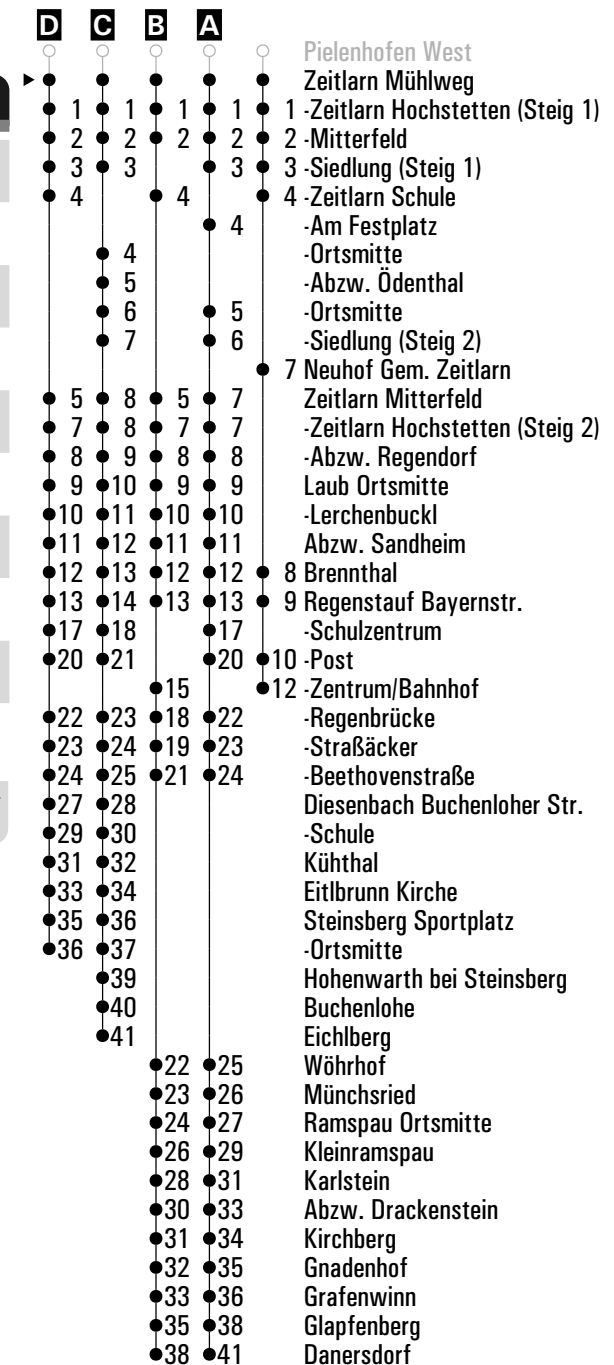 D C B A
Pielenhofen West
Zeitlarn Mühlweg
1 1 1 1 1 -Zeitlarn Hochstetten (Steig 1)
2 2 2 2 2 -Mitterfeld
3 3 3 3 -Siedlung (Steig 1)
4 4 4 -Zeitlarn Schule
4 -Am Festplatz
4 -Ortsmitte
5 -Abzw. Ödenthal
6 5 -Ortsmitte
7 6 -Siedlung (Steig 2)
7 Neuhof Gem. Zeitlarn
5 8 5 7 Zeitlarn Mitterfeld
7 8 7 7 -Zeitlarn Hochstetten (Steig 2)
8 9 8 8 -Abzw. Regendorf
9 10 9 9 Laub Ortsmitte
10 11 10 10 -Lerchenbuckl
11 12 11 11 Abzw. Sandheim
12 13 12 12 8 Brennthal
13 14 13 13 9 Regenstauf Bayernstr.
17 18 17 -Schulzentrum
20 21 20 10 -Post
15 12 -Zentrum/Bahnhof
22 23 18 22 -Regenbrücke
23 24 19 23 -Straßäcker
24 25 21 24 -Beethovenstraße
27 28 Diesenbach Buchenloher Str.
29 30 -Schule
31 32 Kühthal
33 34 Eitlbrunn Kirche
35 36 Steinsberg Sportplatz
36 37 -Ortsmitte
39 Hohenwarth bei Steinsberg
40 Buchenlohe
41 Eichlberg
22 25 Wöhrhof
23 26 Münchsried
24 27 Ramspau Ortsmitte
26 29 Kleinramspau
28 31 Karlstein
30 33 Abzw. Drackenstein
31 34 Kirchberg
32 35 Gnadenhof
33 36 Grafenwinn
35 38 Glapfenberg
38 41 Danersdorf